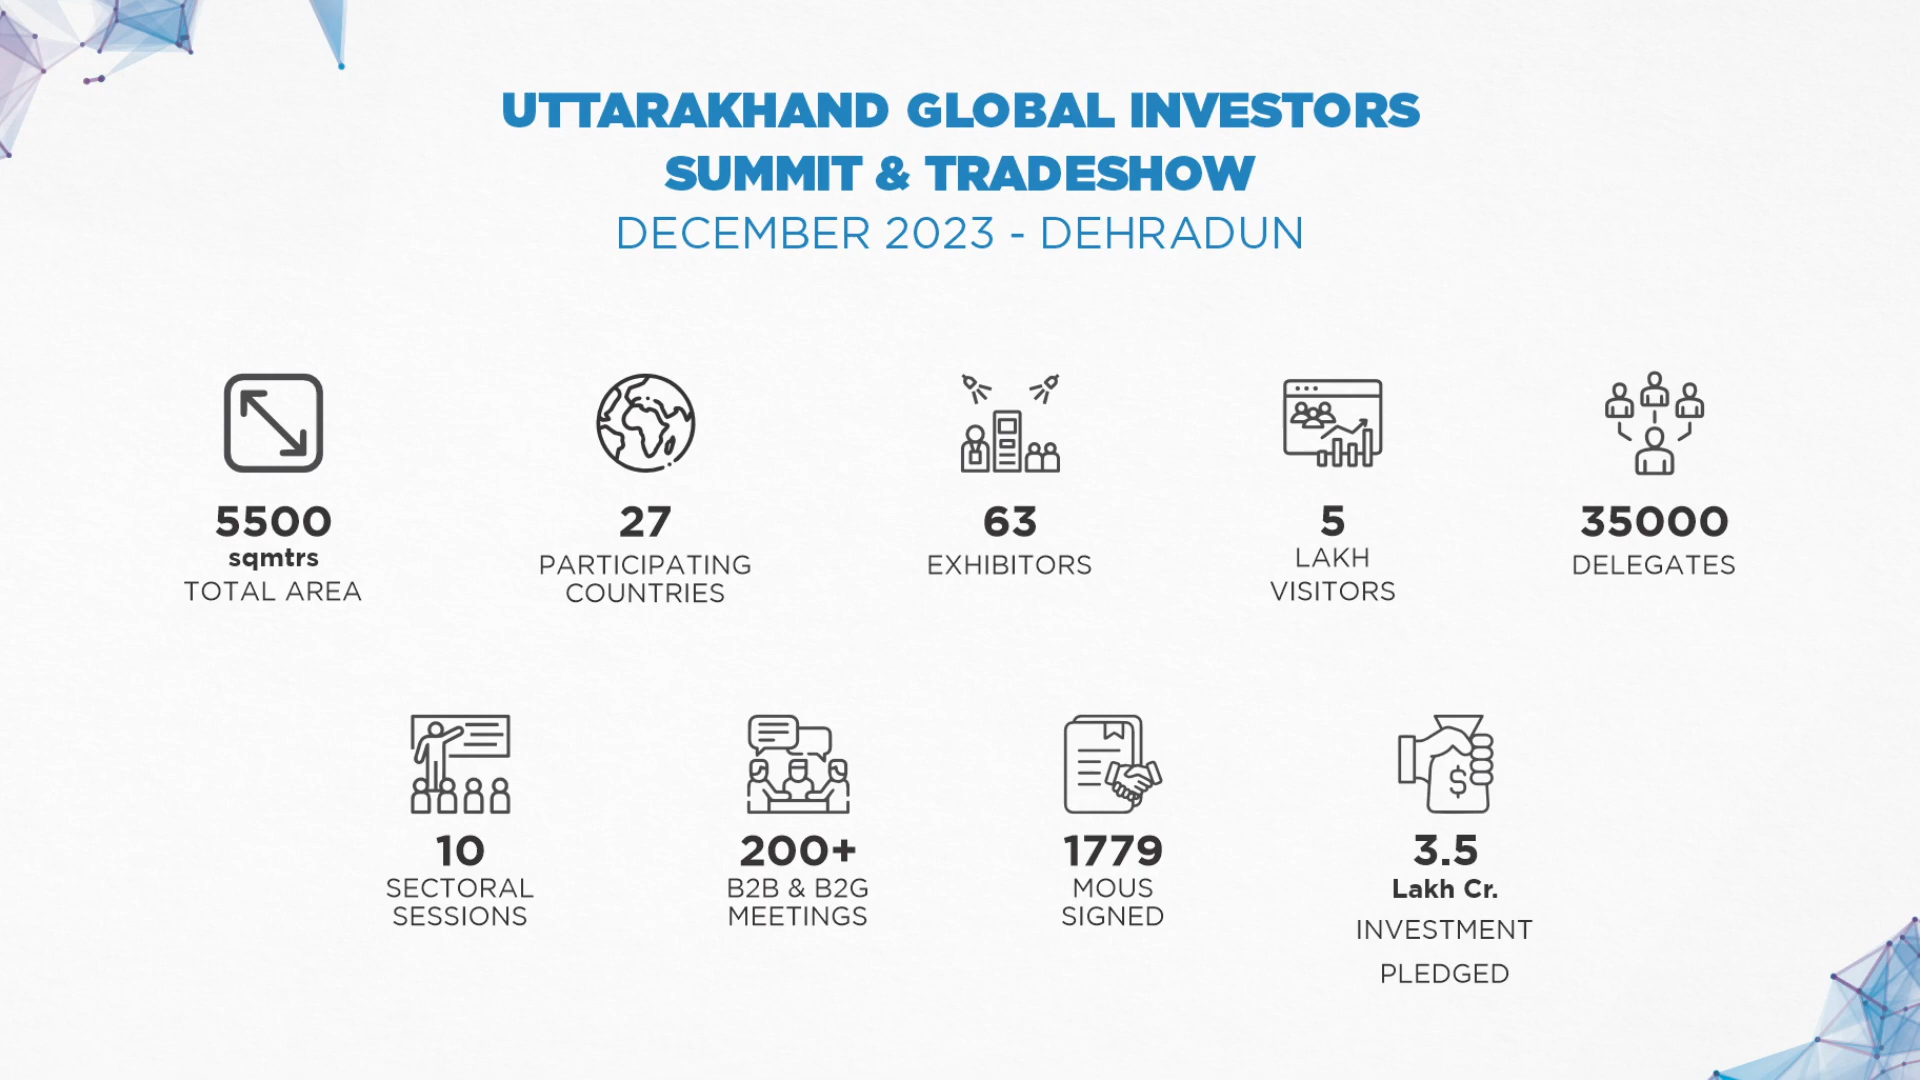 UTTARAKHAND GLOBAL INVESTORS
SUMMIT & TRADESHOW
DECEMBER 2023 - DEHRADUN
5500
sqmtrs
TOTAL AREA
27
PARTICIPATING
COUNTRIES
63
EXHIBITORS
5
LAKH
VISITORS
35000
DELEGATES
10
SECTORAL
SESSIONS
200+
B2B & B2G
MEETINGS
1779
MOUS
SIGNED
3.5
Lakh Cr.
INVESTMENT
PLEDGED